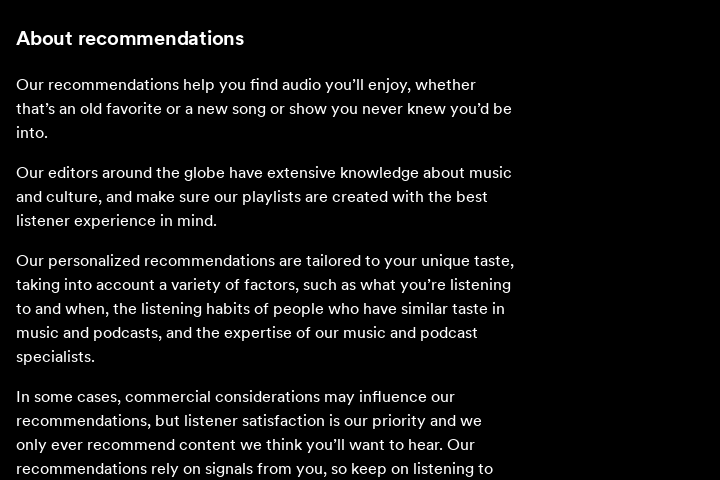 About recommendations
Our recommendations help you find audio you’ll enjoy, whether
that’s an old favorite or a new song or show you never knew you’d be
into.
Our editors around the globe have extensive knowledge about music
and culture, and make sure our playlists are created with the best
listener experience in mind.
Our personalized recommendations are tailored to your unique taste,
taking into account a variety of factors, such as what you’re listening
to and when, the listening habits of people who have similar taste in
music and podcasts, and the expertise of our music and podcast
specialists.
In some cases, commercial considerations may influence our
recommendations, but listener satisfaction is our priority and we
only ever recommend content we think you’ll want to hear. Our
recommendations rely on signals from you, so keep on listening to